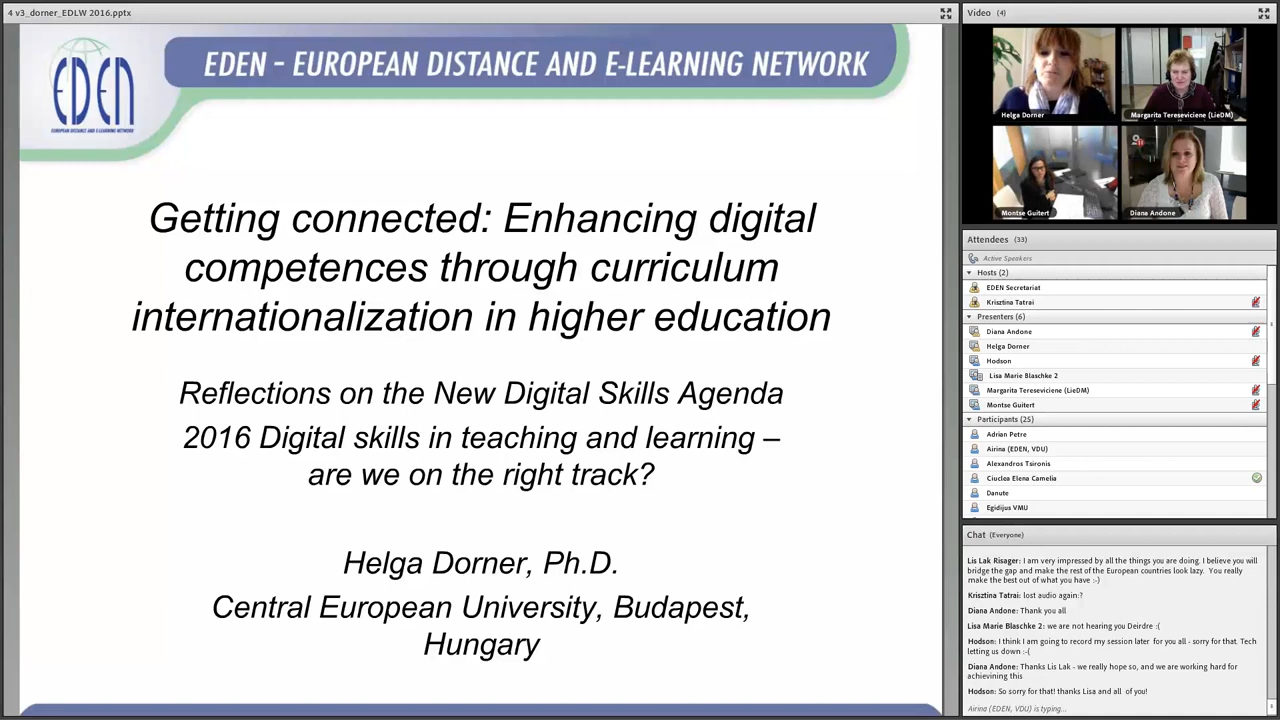 4 v3_dorner_EDLW 2016.pptx
EDEN
EUROPEAN DISTANCE AND E-LEARNING NETWORK
EDEN - EUROPEAN DISTANCE AND E-LEARNING NETWORK
Getting connected: Enhancing digital
competences through curriculum
internationalization in higher education
Reflections on the New Digital Skills Agenda
2016 Digital skills in teaching and learning –
are we on the right track?
Helga Dorner, Ph.D.
Central European University, Budapest,
Hungary
Video (4)
Helga Dorner
Margarita Tereseviciene (LieDM)
Montse Guitert
Diana Andone
Attendees (33)
Active Speakers
Hosts (2)
EDEN Secretariat
Krisztina Tatrai
Presenters (6)
Diana Andone
Helga Dorner
Hodson
Lisa Marie Blaschke 2
Margarita Tereseviciene (LieDM)
Montse Guitert
Participants (25)
Adrian Petre
Airina (EDEN, VDU)
Alexandros Tsironis
Ciuclea Elena Camelia
Danute
Egidijus VMU
Chat (Everyone)
Lis Lak Risager: I am very impressed by all the things you are doing. I believe you will
bridge the gap and make the rest of the European countries look lazy. You really
make the best out of what you have :-)
Krisztina Tatrai: lost audio again:?
Diana Andone: Thank you all
Lisa Marie Blaschke 2: we are not hearing you Deirdre :(
Hodson: I think I am going to record my session later for you all - sorry for that. Tech
letting us down :-(
Diana Andone: Thanks Lis Lak - we really hope so, and we are working hard for
achievining this
Hodson: So sorry for that! thanks Lisa and all of you!
Airina (EDEN, VDU) is typing...